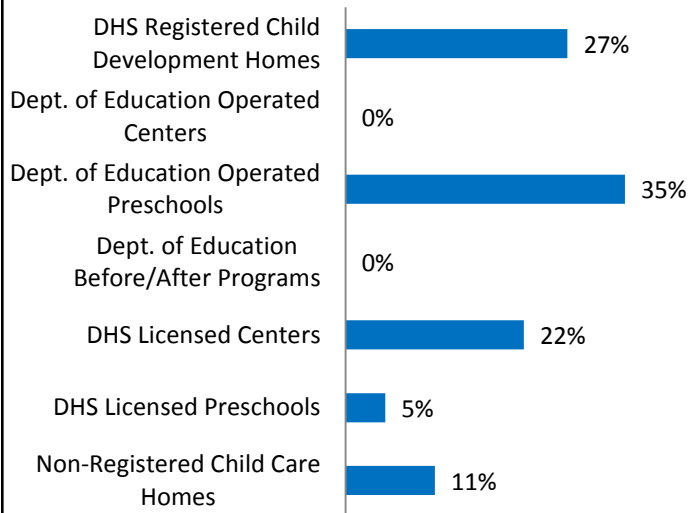 DHS Registered Child
Development Homes
27%
Dept. of Education Operated
Centers
0%
Dept. of Education Operated
Preschools
35%
Dept. of Education
Before/After Programs
0%
DHS Licensed Centers
22%
DHS Licensed Preschools
5%
Non-Registered Child Care
Homes
11%